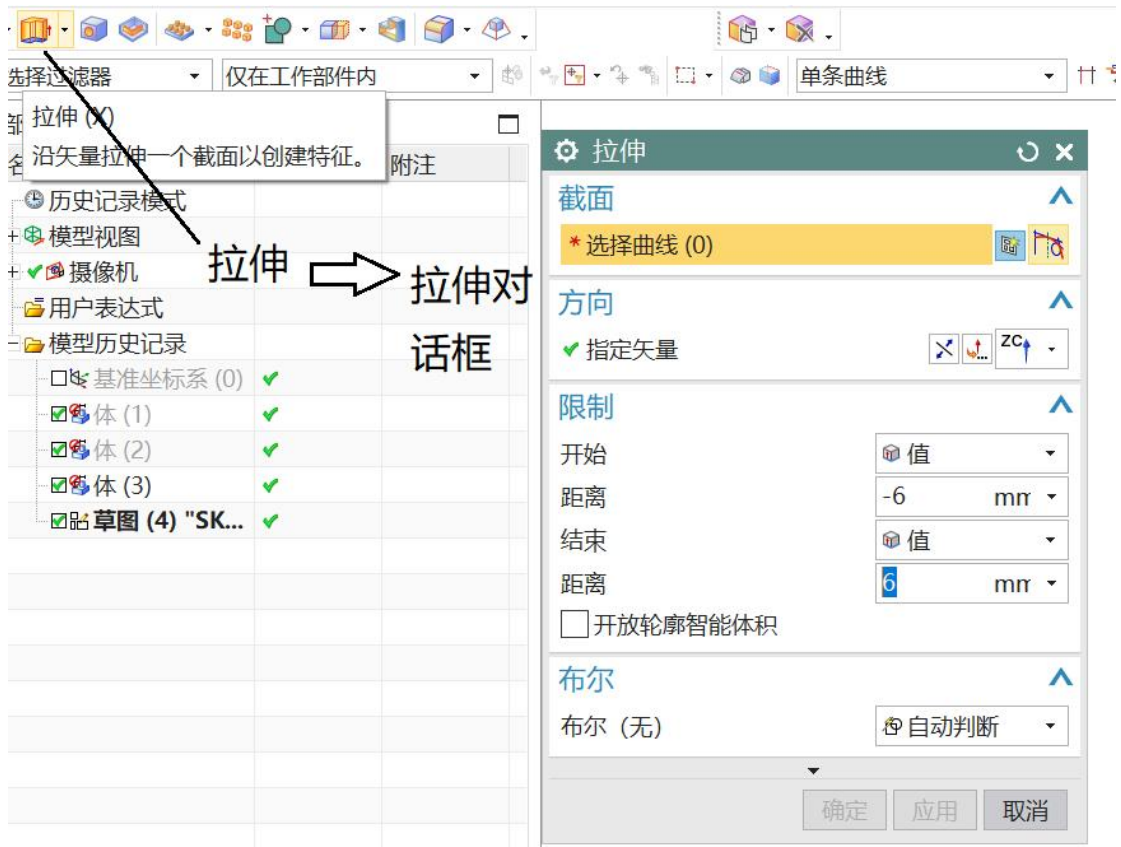 选择过滤器
仅在工作部件内
单条曲线
拉伸 (X)
沿矢量拉伸一个截面以创建特征。
附注
历史记录模式
模型视图
摄像机
用户表达式
模型历史记录
基准坐标系 (0)
体 (1)
体 (2)
体 (3)
草图 (4) "SK...
拉伸
拉伸对
话框
拉伸
截面
* 选择曲线 (0)
方向
指定矢量
ZC
限制
开始
值
距离
-6 mm
结束
值
距离
6 mm
开放轮廓智能体积
布尔
布尔（无）
自动判断
确定
应用
取消